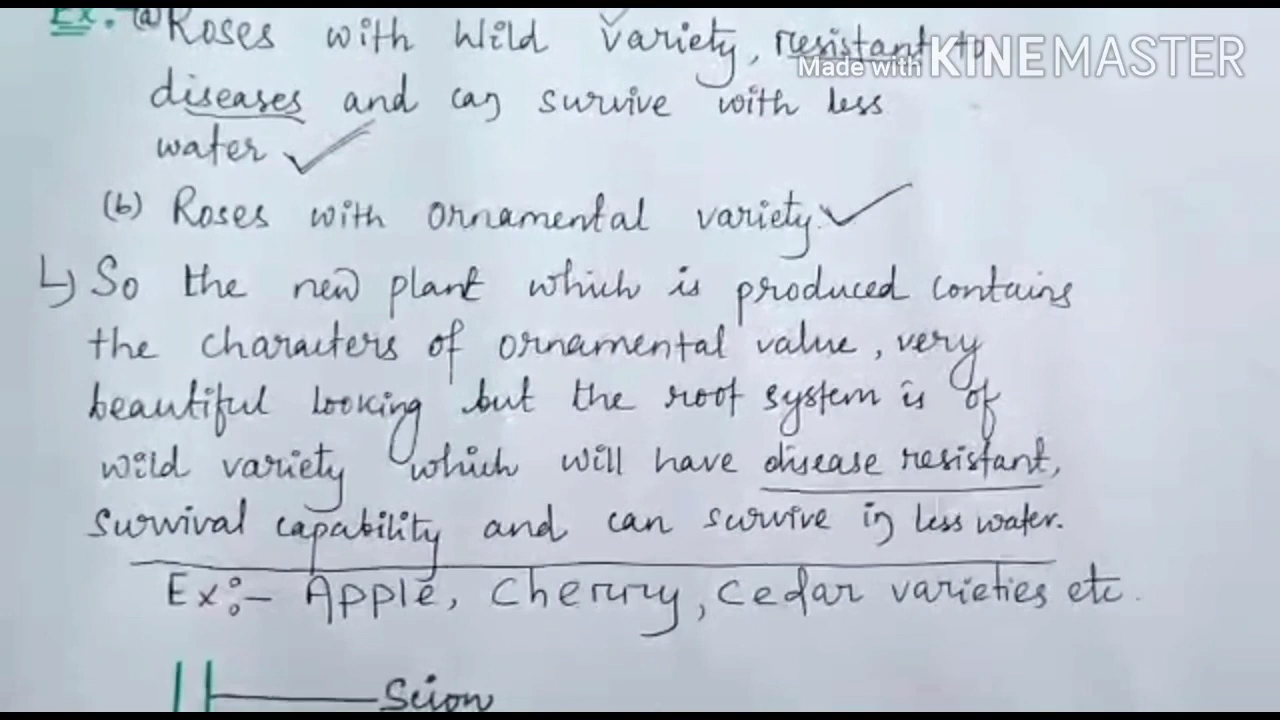 Ex:- (a) Roses with Wild variety, resistant to
Made with KINEMASTER
diseases and can survive with less
water
(b) Roses with ornamental variety.
So the new plant which is produced contains
the characters of ornamental value, very
beautiful looking but the root system is of
wild variety which will have disease resistant,
Survival capability and can survive in less water.
Ex:- Apple, Cherry, Cedar varieties etc.
Scion